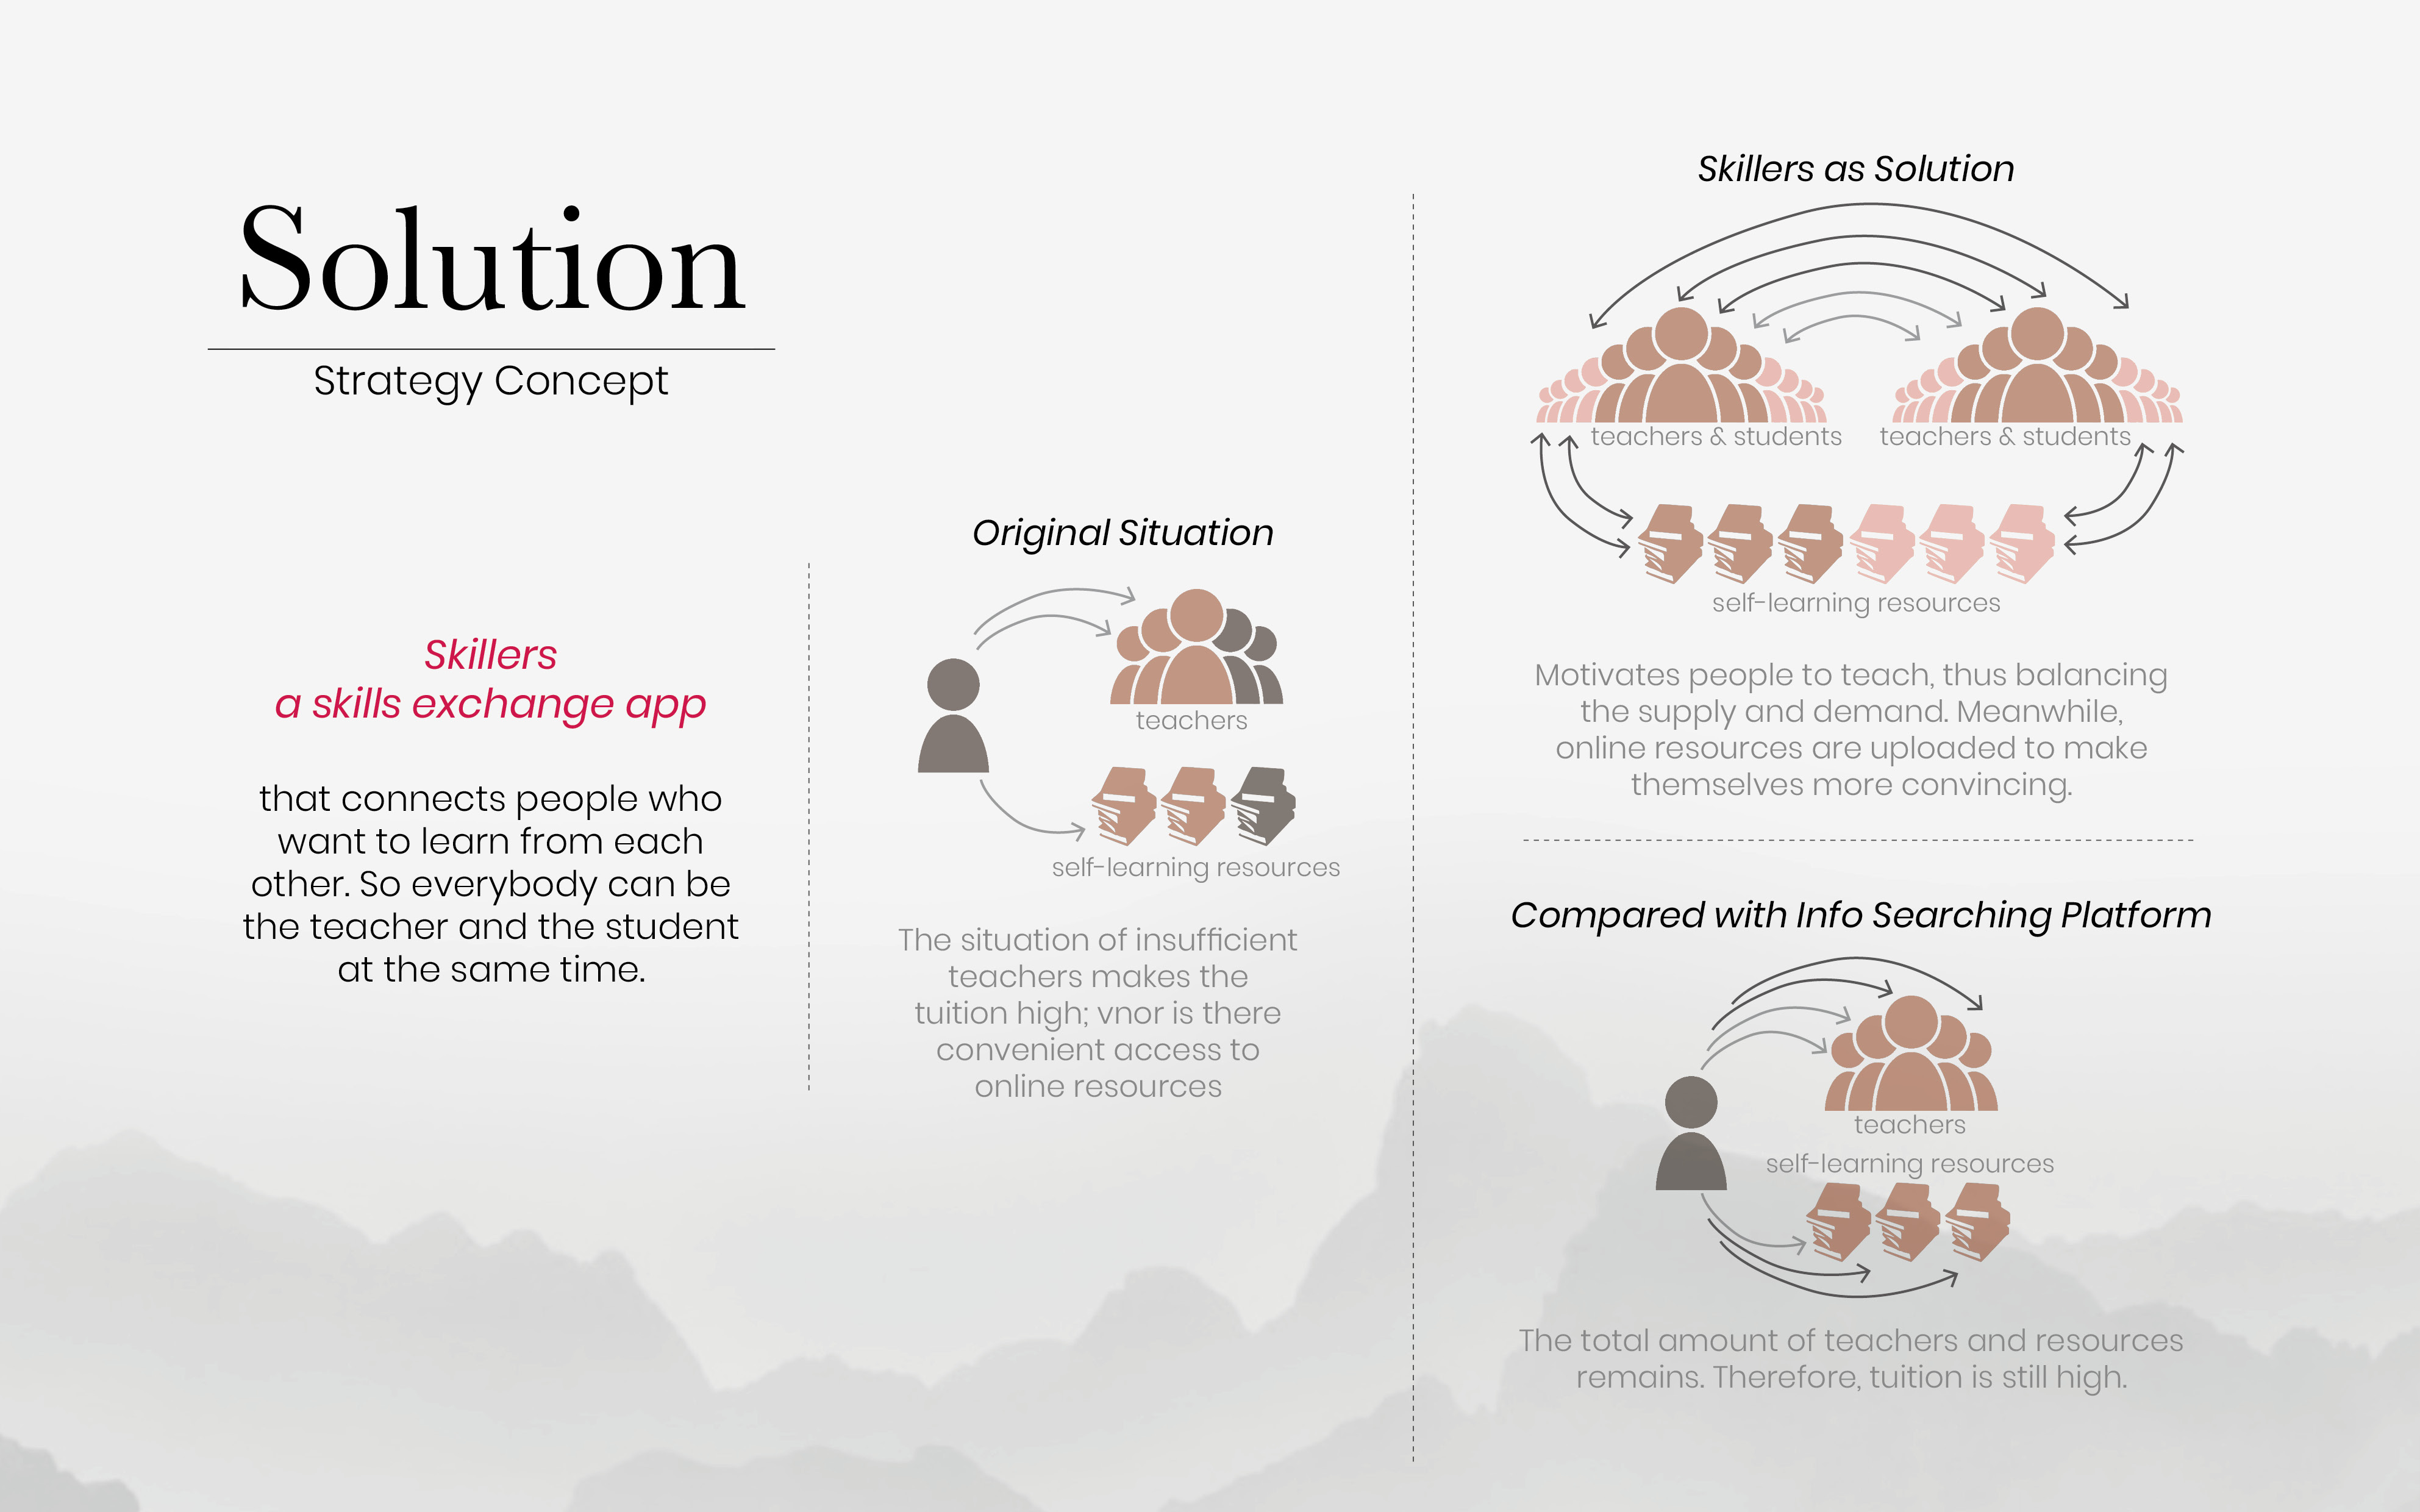 Solution
Strategy Concept
Skillers
a skills exchange app
that connects people who
want to learn from each
other. So everybody can be
the teacher and the student
at the same time.
Original Situation
teachers
self-learning resources
The situation of insufficient
teachers makes the
tuition high; vnor is there
convenient access to
online resources
Skillers as Solution
teachers & students
teachers & students
self-learning resources
Motivates people to teach, thus balancing
the supply and demand. Meanwhile,
online resources are uploaded to make
themselves more convincing.
Compared with Info Searching Platform
teachers
self-learning resources
The total amount of teachers and resources
remains. Therefore, tuition is still high.